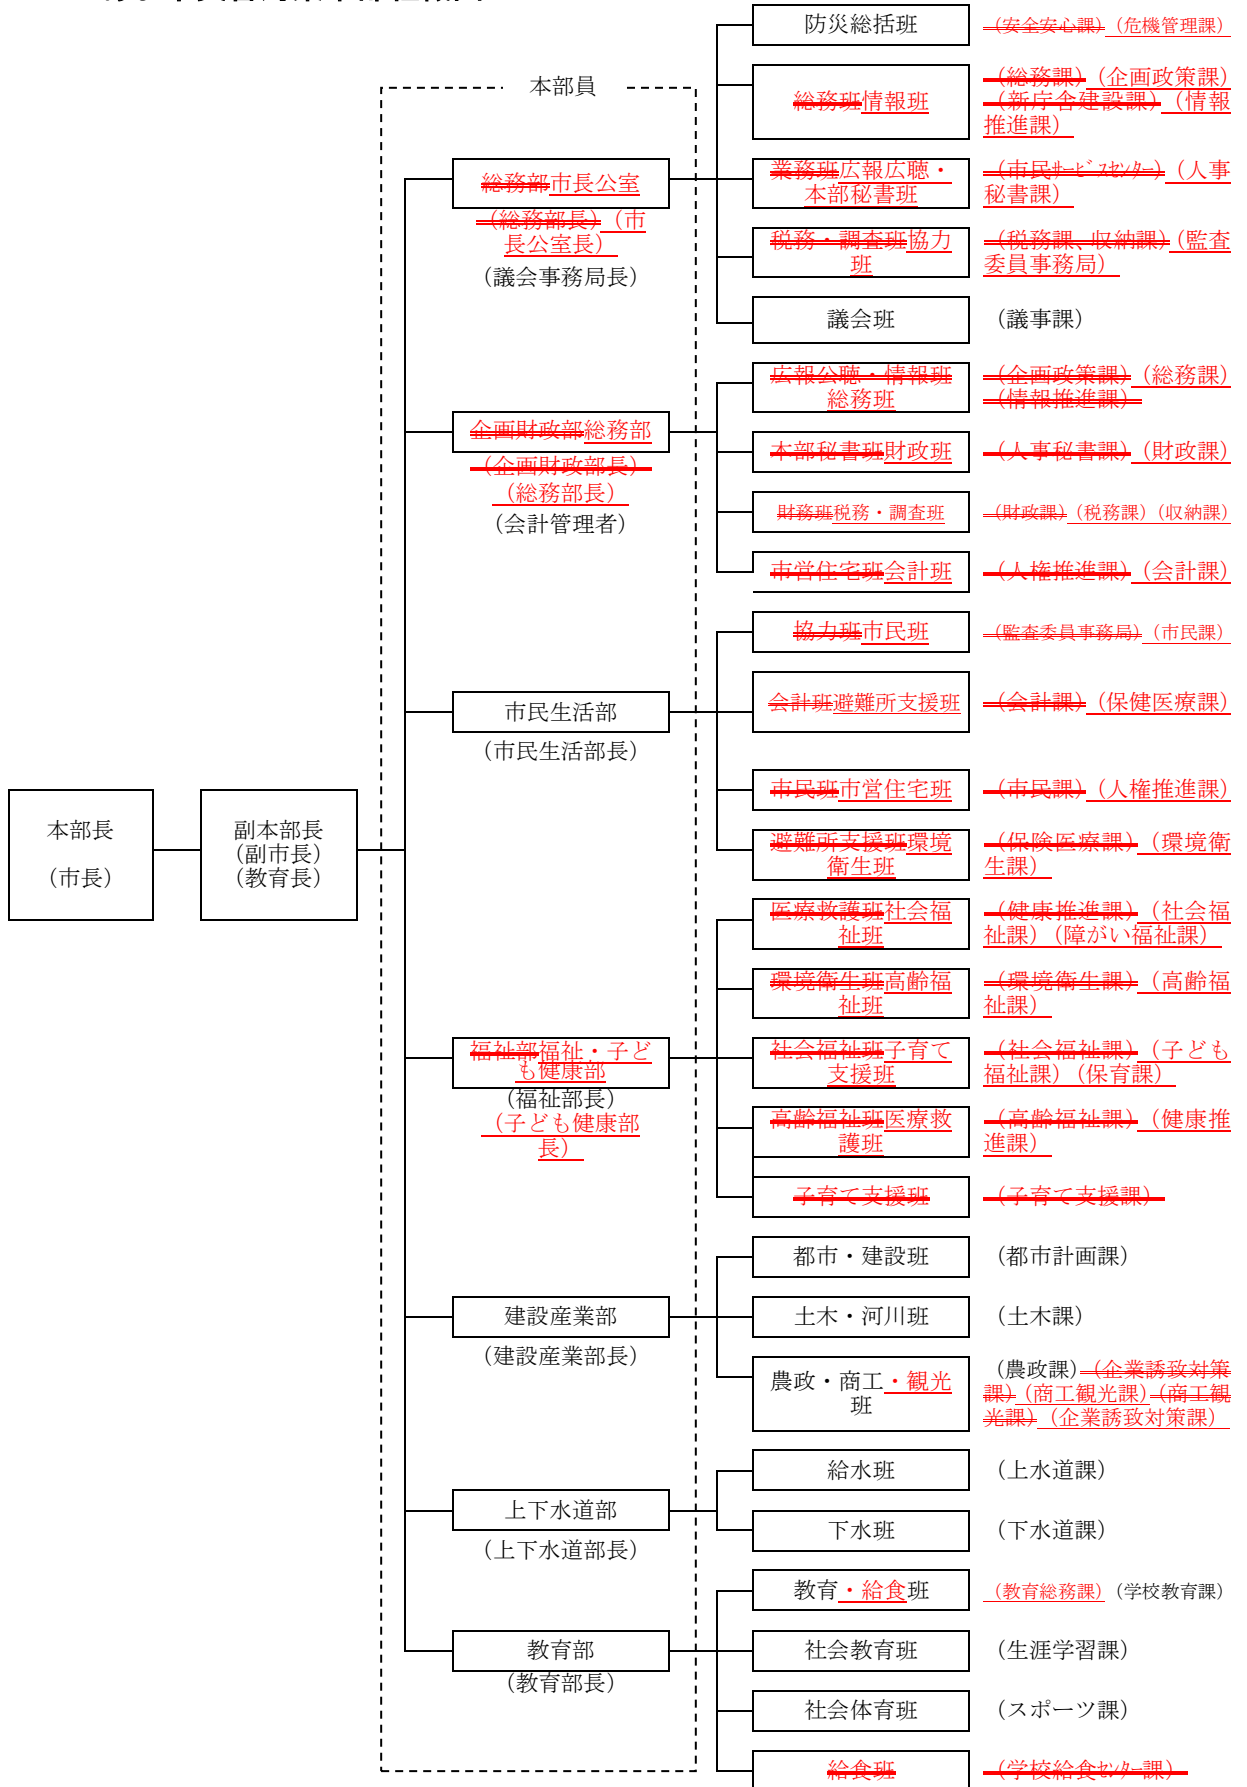 本部員
本部長
（市長）
副本部長
（副市長）
（教育長）
総務部市長公室
（総務部長）（市
長公室長）
（議会事務局長）
防災総括班
（安全安心課）（危機管理課）
総務班情報班
（総務課）（企画政策課）
（新庁舎建設課）（情報
推進課）
業務班広報広聴・
本部秘書班
（市民ｻｰﾋﾞｽｾﾝﾀｰ）（人事
秘書課）
税務・調査班協力
班
（税務課、収納課）（監査
委員事務局）
議会班
（議事課）
企画財政部総務部
（企画財政部長）
（総務部長）
（会計管理者）
広報公聴・情報班
総務班
（企画政策課）（総務課）
（情報推進課）
本部秘書班財政班
（人事秘書課）（財政課）
財務班税務・調査班
（財政課）（税務課）（収納課）
市営住宅班会計班
（人権推進課）（会計課）
市民生活部
（市民生活部長）
協力班市民班
（監査委員事務局）（市民課）
会計班避難所支援班
（会計課）（保健医療課）
市民班市営住宅班
（市民課）（人権推進課）
避難所支援班環境
衛生班
（保険医療課）（環境衛
生課）
福祉部福祉・子ど
も健康部
（福祉部長）
（子ども健康部
長）
医療救護班社会福
祉班
（健康推進課）（社会福
祉課）（障がい福祉課）
環境衛生班高齢福
祉班
（環境衛生課）（高齢福
祉課）
社会福祉班子育て
支援班
（社会福祉課）（子ども
福祉課）（保育課）
高齢福祉班医療救
護班
（高齢福祉課）（健康推
進課）
子育て支援班
（子育て支援課）
建設産業部
（建設産業部長）
都市・建設班
（都市計画課）
土木・河川班
（土木課）
農政・商工・観光
班
（農政課）（企業誘致対策
課）（商工観光課）（商工観
光課）（企業誘致対策課）
上下水道部
（上下水道部長）
給水班
（上水道課）
下水班
（下水道課）
教育部
（教育部長）
教育・給食班
（教育総務課）（学校教育課）
社会教育班
（生涯学習課）
社会体育班
（スポーツ課）
給食班
（学校給食ｾﾝﾀｰ課）